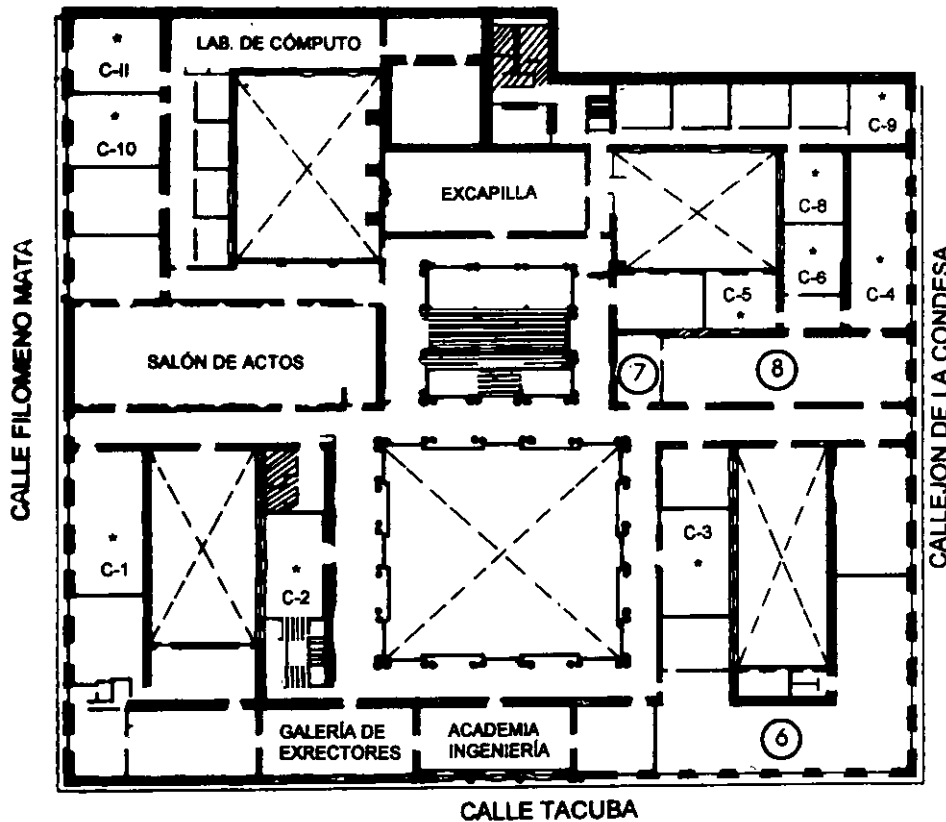 LAB. DE CÓMPUTO
*
C-11
*
C-10
*
C-9
EXCAPILLA
*
C-8
C-6
*
C-5
*
*
C-4
CALLE FILOMENO MATA
CALLEJON DE LA CONDESA
SALÓN DE ACTOS
7
8
*
C-1
*
C-2
C-3
*
GALERÍA DE
EXRECTORES
ACADEMIA
INGENIERÍA
6
CALLE TACUBA